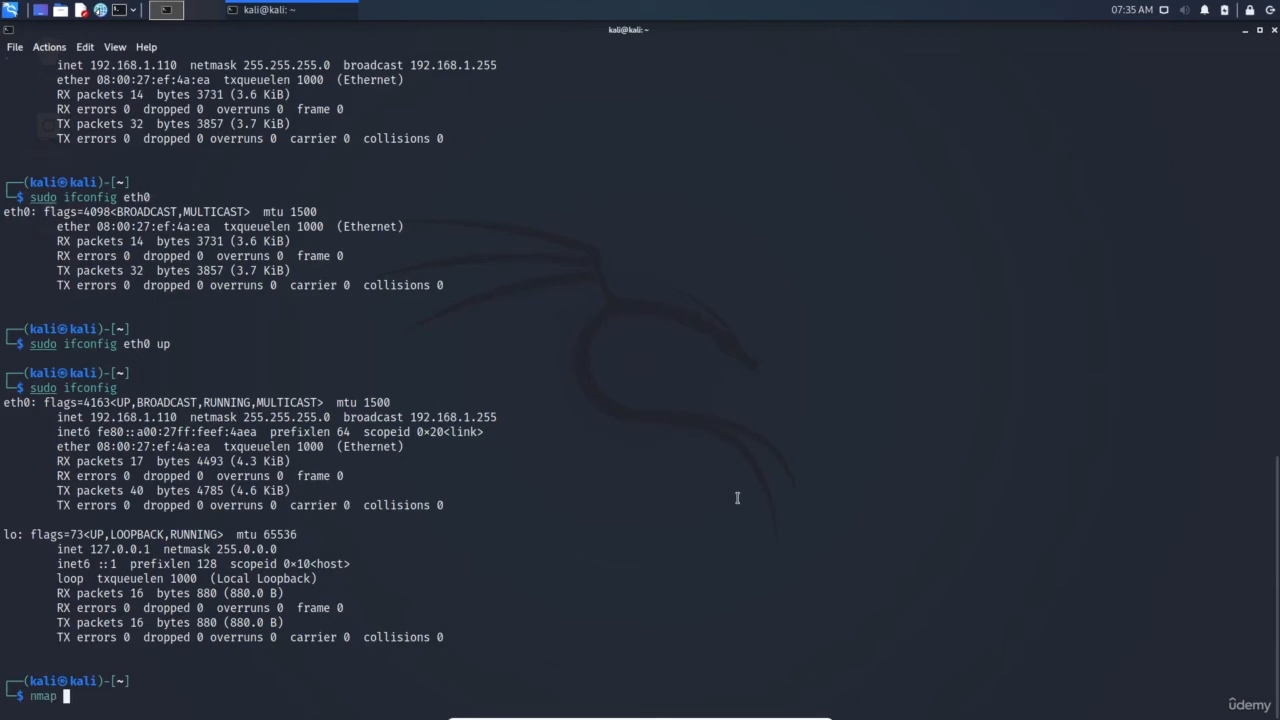 kali@kali: ~
07:35 AM
kali@kali:~
File Actions Edit View Help
inet 192.168.1.110 netmask 255.255.255.0 broadcast 192.168.1.255
ether 08:00:27:ef:4a:ea txqueuelen 1000 (Ethernet)
RX packets 14 bytes 3731 (3.6 KiB)
RX errors 0 dropped 0 overruns 0 frame 0
TX packets 32 bytes 3857 (3.7 KiB)
TX errors 0 dropped 0 overruns 0 carrier 0 collisions 0
┌──(kali㉿kali)-[~]
└─$ sudo ifconfig eth0
eth0: flags=4098<BROADCAST,MULTICAST> mtu 1500
ether 08:00:27:ef:4a:ea txqueuelen 1000 (Ethernet)
RX packets 14 bytes 3731 (3.6 KiB)
RX errors 0 dropped 0 overruns 0 frame 0
TX packets 32 bytes 3857 (3.7 KiB)
TX errors 0 dropped 0 overruns 0 carrier 0 collisions 0
┌──(kali㉿kali)-[~]
└─$ sudo ifconfig eth0 up
┌──(kali㉿kali)-[~]
└─$ sudo ifconfig
eth0: flags=4163<UP,BROADCAST,RUNNING,MULTICAST> mtu 1500
inet 192.168.1.110 netmask 255.255.255.0 broadcast 192.168.1.255
inet6 fe80::a00:27ff:feef:4aea prefixlen 64 scopeid 0×20<link>
ether 08:00:27:ef:4a:ea txqueuelen 1000 (Ethernet)
RX packets 17 bytes 4493 (4.3 KiB)
RX errors 0 dropped 0 overruns 0 frame 0
TX packets 40 bytes 4785 (4.6 KiB)
TX errors 0 dropped 0 overruns 0 carrier 0 collisions 0
lo: flags=73<UP,LOOPBACK,RUNNING> mtu 65536
inet 127.0.0.1 netmask 255.0.0.0
inet6 ::1 prefixlen 128 scopeid 0×10<host>
loop txqueuelen 1000 (Local Loopback)
RX packets 16 bytes 880 (880.0 B)
RX errors 0 dropped 0 overruns 0 frame 0
TX packets 16 bytes 880 (880.0 B)
TX errors 0 dropped 0 overruns 0 carrier 0 collisions 0
┌──(kali㉿kali)-[~]
└─$ nmap
ûdemy